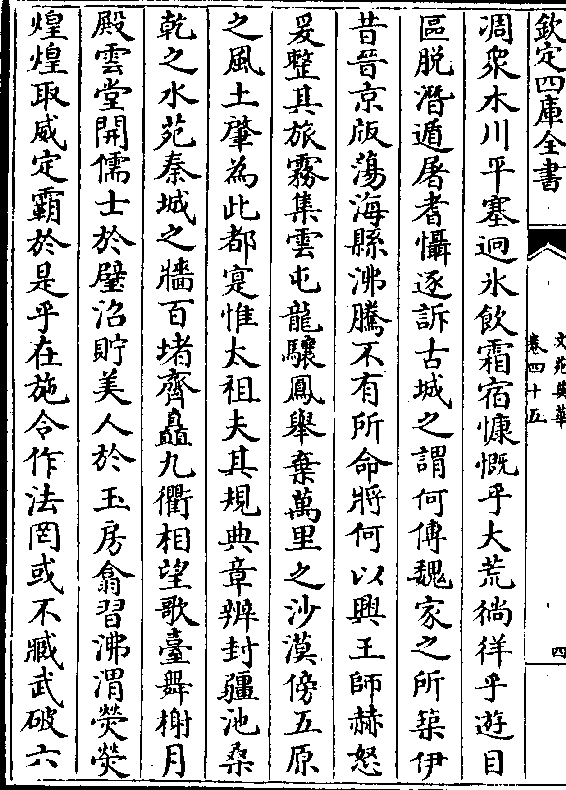 欽定四庫全書
文苑英華
卷四十五
四
凋衆木川平塞迥氷飲霜宿慷慨乎大荒徜徉乎遊目
區脱潛遁屠耆懾逐訴古城之謂何傳魏家之所築伊
昔晉京版蕩海縣沸騰不有所命將何以興王師赫怒
爰整其旅霧集雲屯龍驤鳳舉棄萬里之沙漠傍五原
之風土肇為此都寔惟太祖夫其規典章辨封疆池桑
乾之水苑秦城之牆百堵齊矗九衢相望歌臺舞榭月
殿雲堂開儒士於璧沼貯美人於玉房翕習沸渭熒熒
煌煌取威定霸於是乎在施令作法罔或不臧武破六